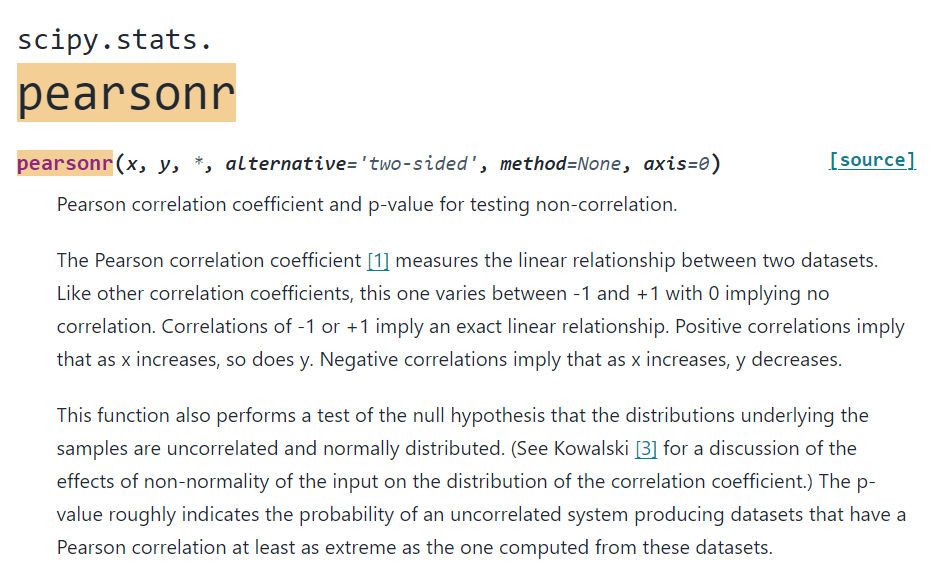 scipy.stats.
pearsonr
pearsonr(x, y, *, alternative='two-sided', method=None, axis=0) [source]
Pearson correlation coefficient and p-value for testing non-correlation.
The Pearson correlation coefficient [1] measures the linear relationship between two datasets.
Like other correlation coefficients, this one varies between -1 and +1 with 0 implying no
correlation. Correlations of -1 or +1 imply an exact linear relationship. Positive correlations imply
that as x increases, so does y. Negative correlations imply that as x increases, y decreases.
This function also performs a test of the null hypothesis that the distributions underlying the
samples are uncorrelated and normally distributed. (See Kowalski [3] for a discussion of the
effects of non-normality of the input on the distribution of the correlation coefficient.) The p-
value roughly indicates the probability of an uncorrelated system producing datasets that have a
Pearson correlation at least as extreme as the one computed from these datasets.